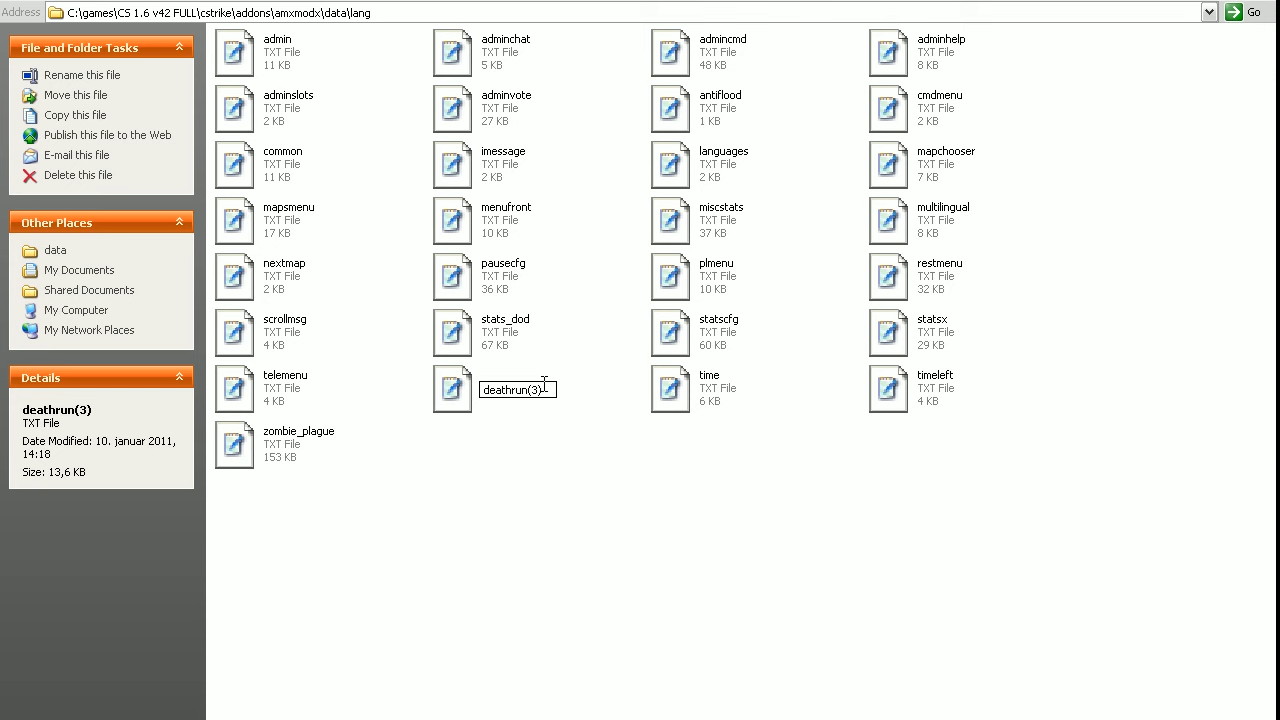 Address C:\games\CS 1.6 v42 FULL\cstrike\addons\amxmodx\data\lang Go
File and Folder Tasks
Rename this file
Move this file
Copy this file
Publish this file to the Web
E-mail this file
Delete this file
Other Places
data
My Documents
Shared Documents
My Computer
My Network Places
Details
deathrun(3)
TXT File
Date Modified: 10. januar 2011,
14:18
Size: 13,6 KB
admin
TXT File
11 KB
adminchat
TXT File
5 KB
admincmd
TXT File
48 KB
adminhelp
TXT File
8 KB
adminslots
TXT File
2 KB
adminvote
TXT File
27 KB
antiflood
TXT File
1 KB
cmdmenu
TXT File
2 KB
common
TXT File
11 KB
imessage
TXT File
2 KB
languages
TXT File
2 KB
mapchooser
TXT File
7 KB
mapsmenu
TXT File
17 KB
menufront
TXT File
10 KB
miscstats
TXT File
37 KB
multilingual
TXT File
8 KB
nextmap
TXT File
2 KB
pausecfg
TXT File
36 KB
plmenu
TXT File
10 KB
restmenu
TXT File
32 KB
scrollmsg
TXT File
4 KB
stats_dod
TXT File
67 KB
statscfg
TXT File
60 KB
statsx
TXT File
29 KB
telemenu
TXT File
4 KB
deathrun(3)
time
TXT File
6 KB
timeleft
TXT File
4 KB
zombie_plague
TXT File
153 KB